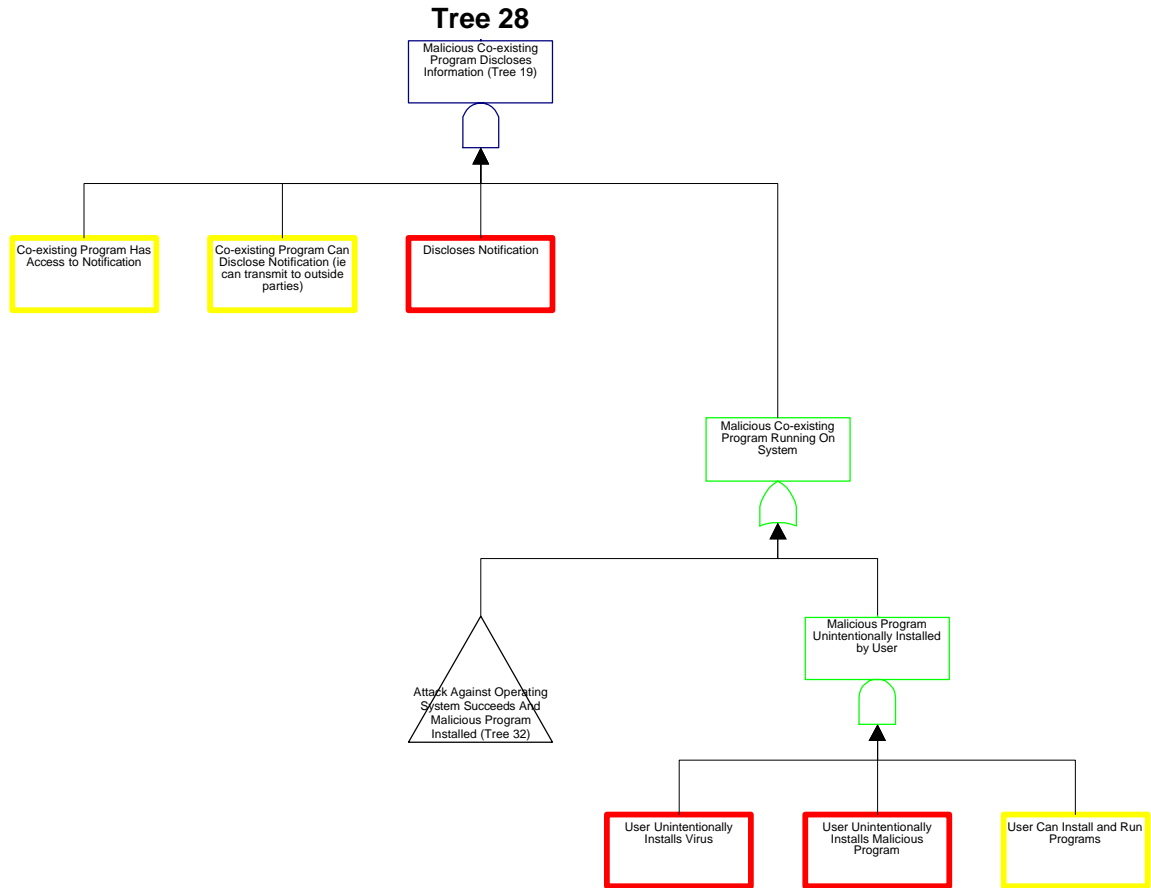 Tree 28
Malicious Co-existing
Program Discloses
Information (Tree 19)
Co-existing Program Has
Access to Notification
Co-existing Program Can
Disclose Notification (ie
can transmit to outside
parties)
Discloses Notification
Malicious Co-existing
Program Running On
System
Attack Against Operating
System Succeeds And
Malicious Program
Installed (Tree 32)
Malicious Program
Unintentionally Installed
by User
User Unintentionally
Installs Virus
User Unintentionally
Installs Malicious
Program
User Can Install and Run
Programs